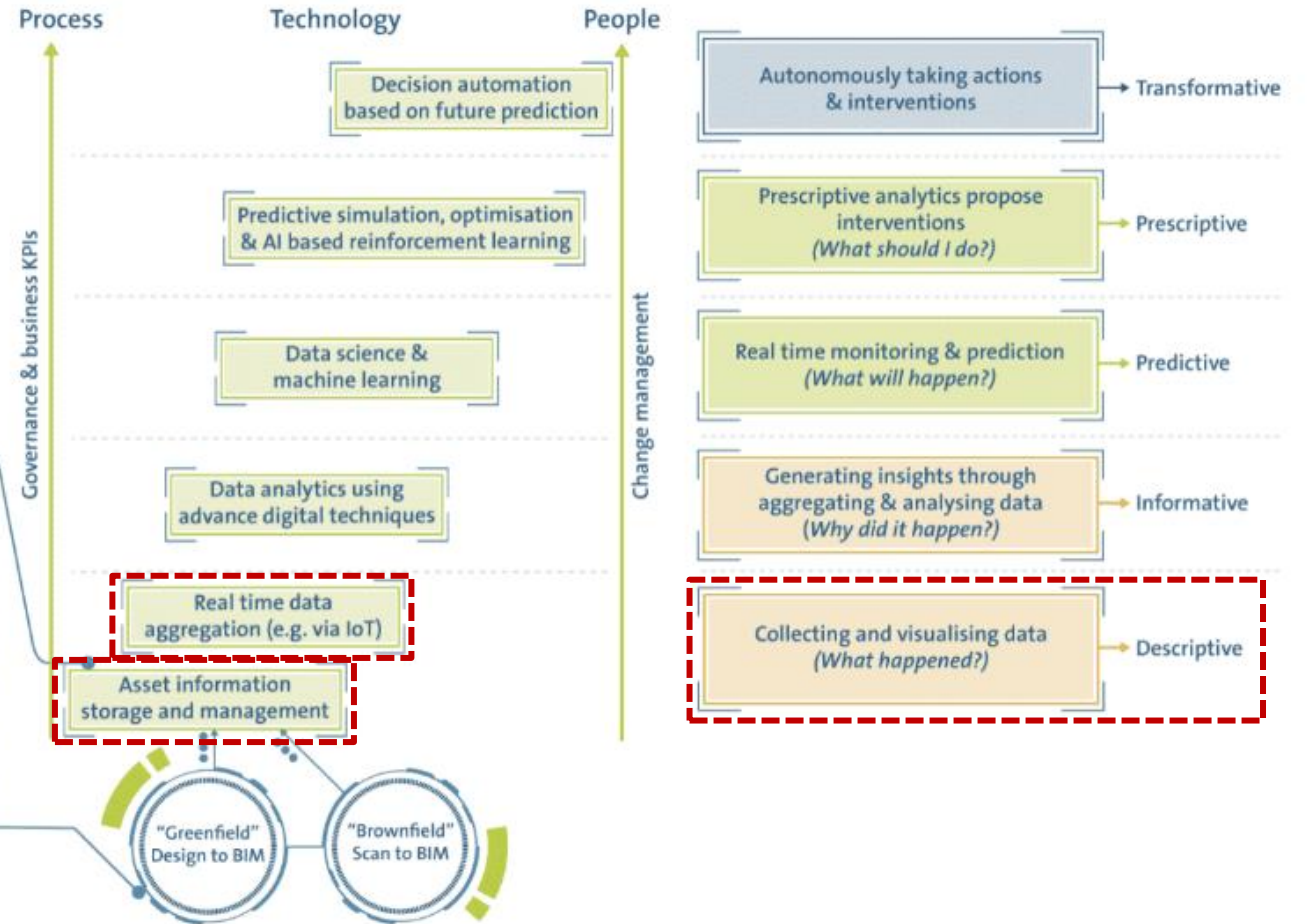 Process
Technology
People
Governance & business KPIs
Change management
Decision automation
based on future prediction
Autonomously taking actions
& interventions
Transformative
Predictive simulation, optimisation
& AI based reinforcement learning
Prescriptive analytics propose
interventions
(What should I do?)
Prescriptive
Data science &
machine learning
Real time monitoring & prediction
(What will happen?)
Predictive
Data analytics using
advance digital techniques
Generating insights through
aggregating & analysing data
(Why did it happen?)
Informative
Real time data
aggregation (e.g. via IoT)
Asset information
storage and management
Collecting and visualising data
(What happened?)
Descriptive
"Greenfield"
Design to BIM
"Brownfield"
Scan to BIM